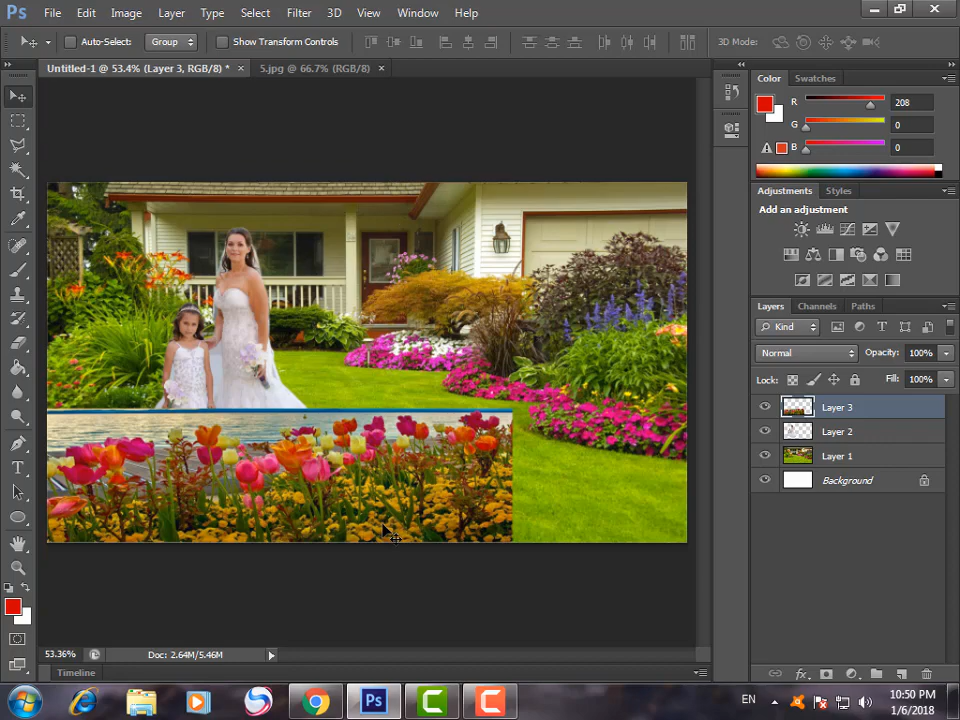 Ps File Edit Image Layer Type Select Filter 3D View Window Help
Auto-Select: Group Show Transform Controls 3D Mode:
Untitled-1 @ 53.4% (Layer 3, RGB/8) * × 5.jpg @ 66.7% (RGB/8) ×
Color Swatches
R 208
G 0
B 0
Adjustments Styles
Add an adjustment
Layers Channels Paths
Kind
Normal Opacity: 100%
Lock: Fill: 100%
Layer 3
Layer 2
Layer 1
Background
53.36% Doc: 2.64M/5.46M
Timeline
Ps C C EN 10:50 PM
1/6/2018